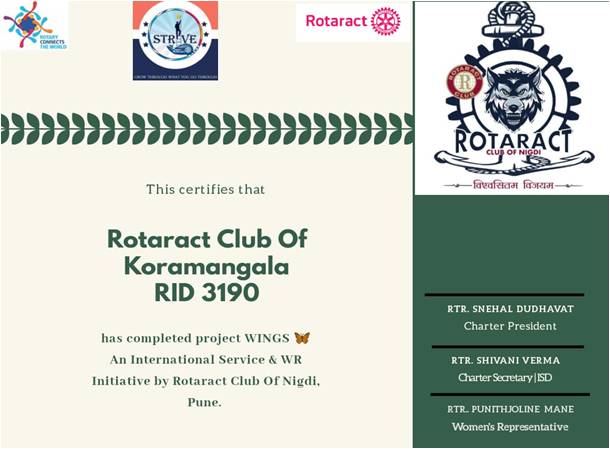 ROTARY
CONNECTS
THE WORLD
STRIVE
GROW THROUGH WHAT YOU GO THROUGH
Rotaract
ROTARACT
CLUB
ROTARACT
CLUB OF NIGDI
विश्वसितम विजयम
This certifies that
Rotaract Club Of
Koramangala
RID 3190
has completed project WINGS 🦋
An International Service & WR
Initiative by Rotaract Club Of Nigdi,
Pune.
RTR. SNEHAL DUDHAVAT
Charter President
RTR. SHIVANI VERMA
Charter Secretary|ISD
RTR. PUNITHJOLINE MANE
Women's Representative